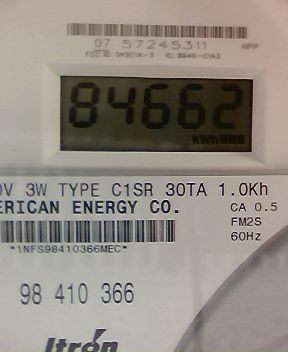 07 57245311 HPP
84662
kWh
0V 3W TYPE C1SR 30TA 1.0Kh
ERICAN ENERGY CO. CA 0.5
FM2S
60Hz
*1NFS98410366MEC*
98 410 366
Itron